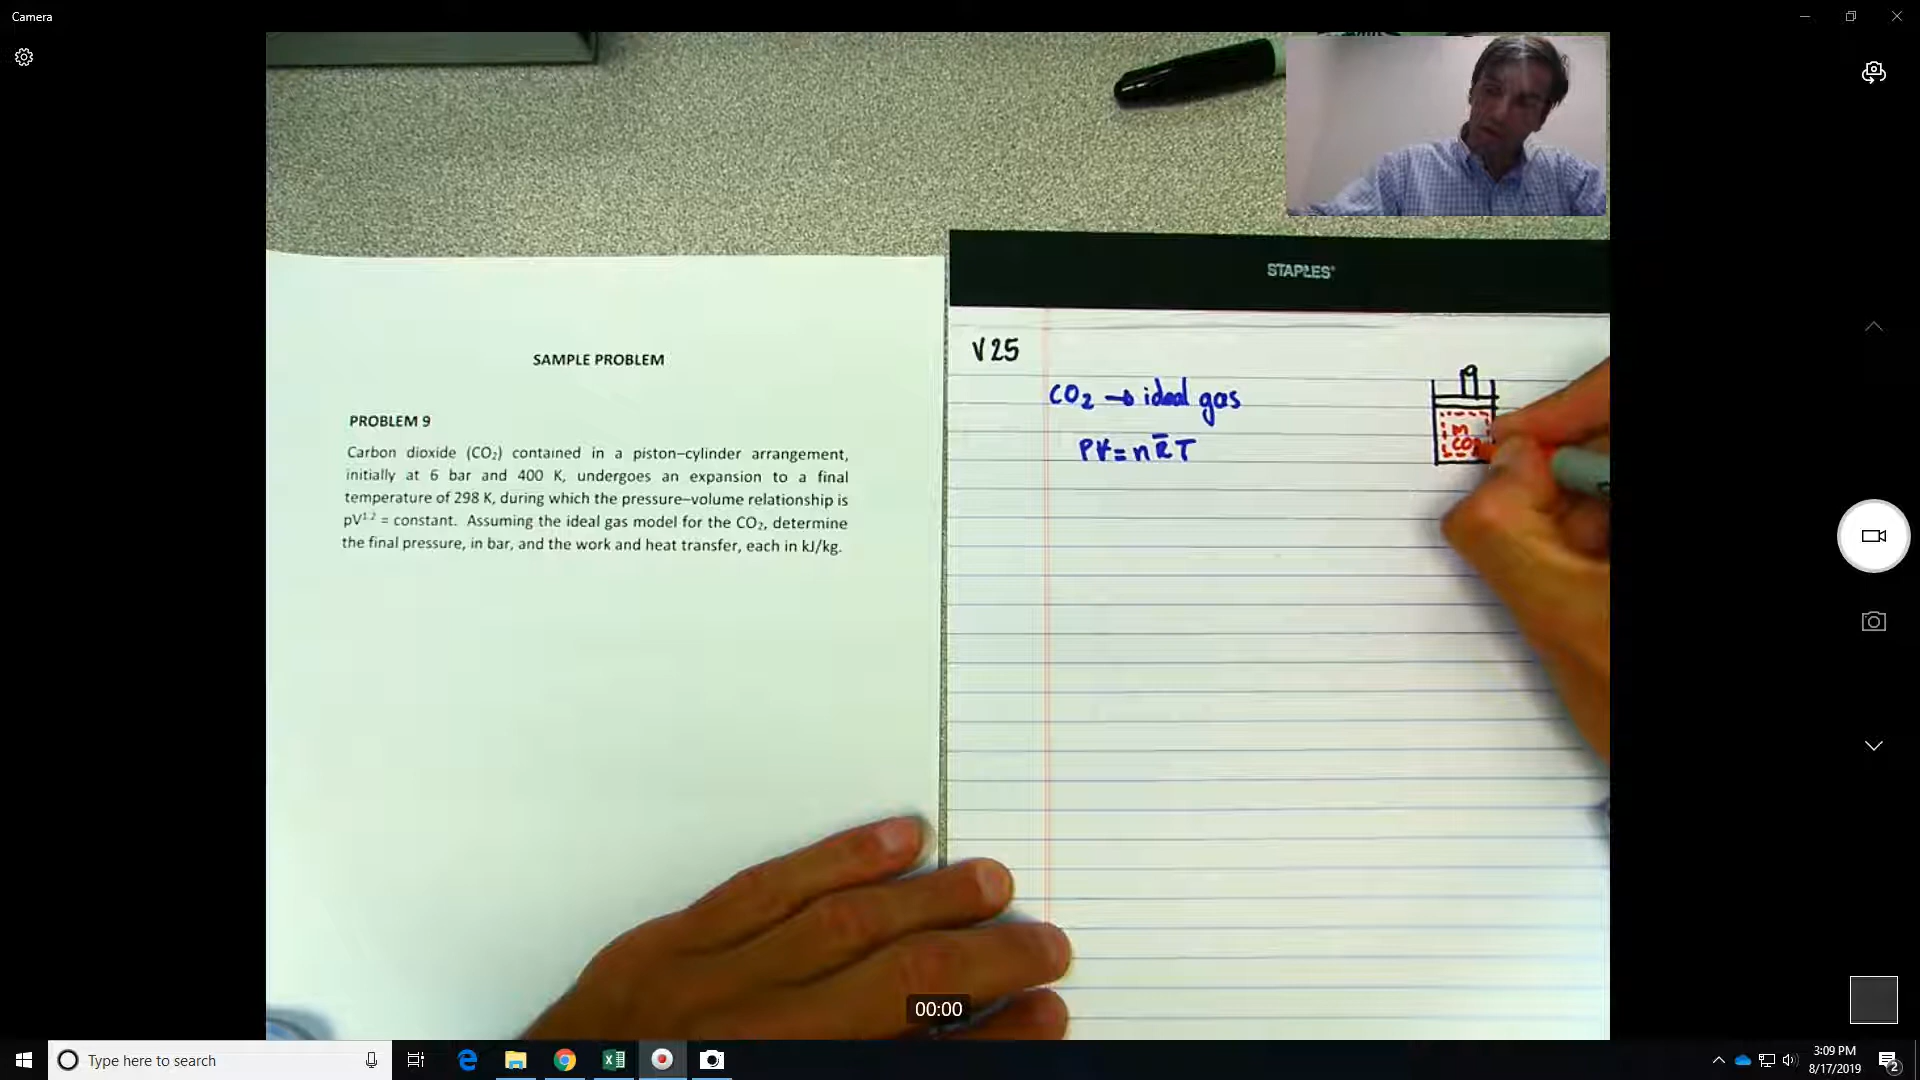 Camera
STAPLES®
SAMPLE PROBLEM
PROBLEM 9
Carbon dioxide (CO₂) contained in a piston–cylinder arrangement,
initially at 6 bar and 400 K, undergoes an expansion to a final
temperature of 298 K, during which the pressure–volume relationship is
pV¹·² = constant. Assuming the ideal gas model for the CO₂, determine
the final pressure, in bar, and the work and heat transfer, each in kJ/kg.
V25
CO₂ → ideal gas
PV = n R̄ T
m
CO₂
00:00
Type here to search
3:09 PM
8/17/2019
2